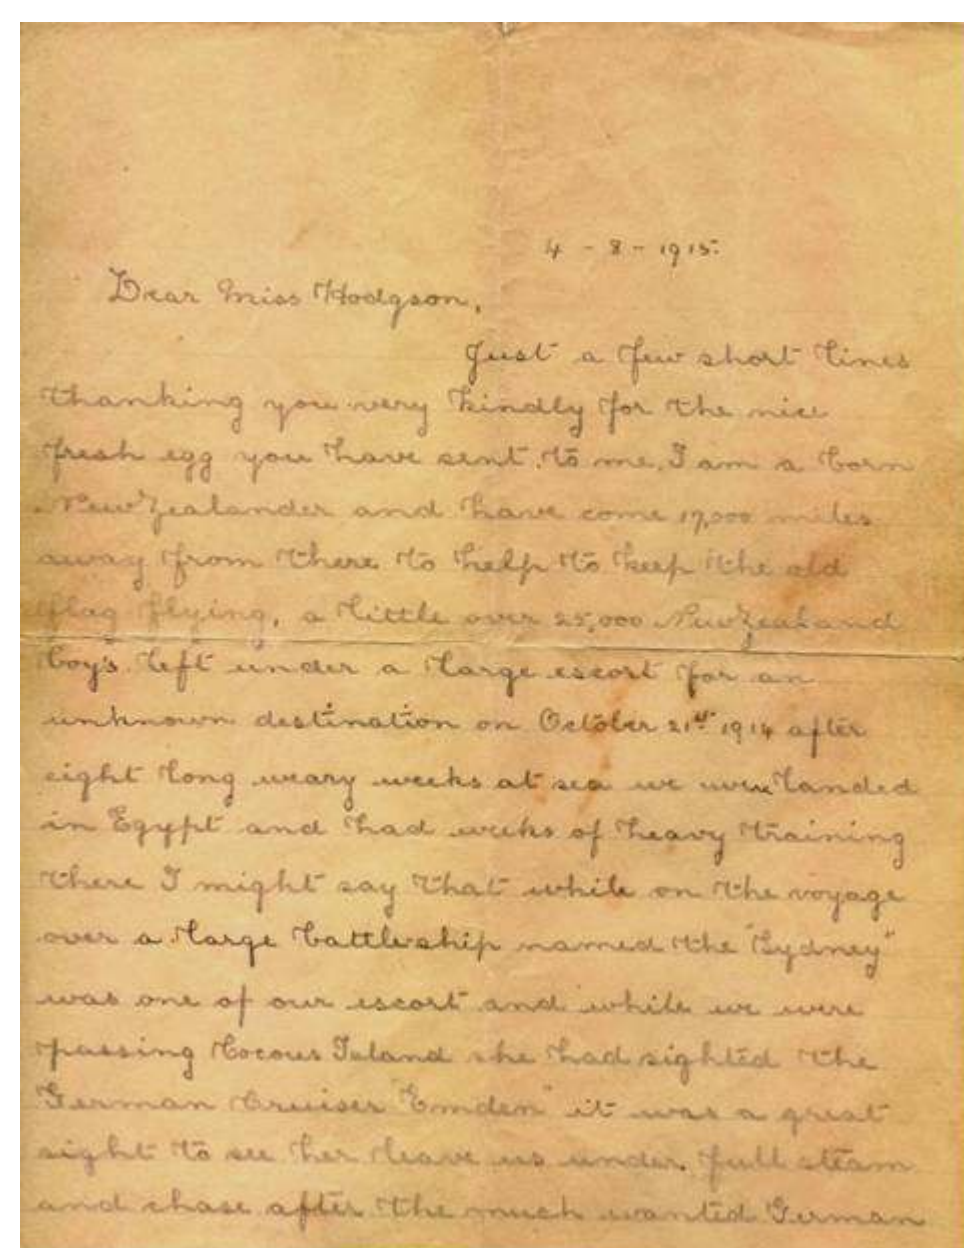 4 - 8 - 1915.
Dear Miss Hodgson,
Just a few short lines
thanking you very kindly for the nice
fresh egg you have sent to me, I am a born
New Zealander and have come 17,000 miles
away from there to help to keep the old
flag flying, a little over 25,000 New Zealand
boy's left under a large escort for an
unknown destination on October 21st 1914 after
eight long weary weeks at sea we were landed
in Egypt and had weeks of heavy training
there I might say that while on the voyage
over a large battleship named the "Sydney"
was one of our escort and while we were
passing Cocous Island she had sighted the
German Cruiser "Emden" it was a great
sight to see her leave us under full steam
and chase after the much wanted German